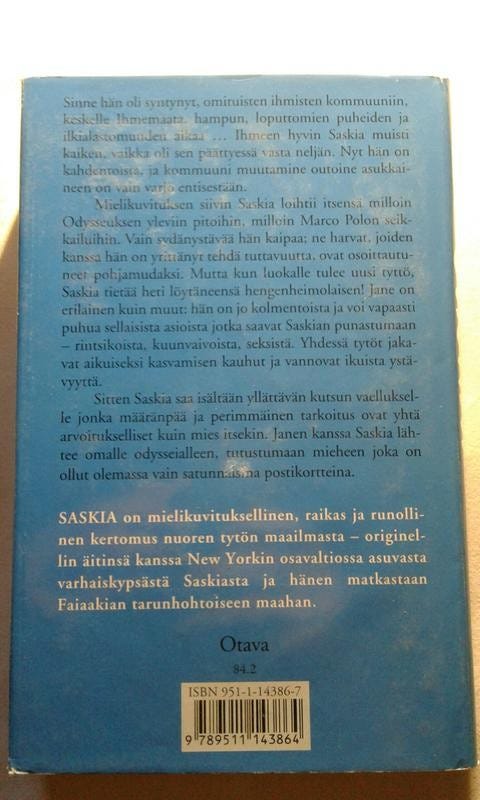 Sinne hän oli syntynyt, omituisten ihmisten kommuuniin,
keskelle Ihmemaata, hampun, loputtomien puheiden ja
ilkialastomuuden aikaa ... Ihmeen hyvin Saskia muisti
kaiken, vaikka oli sen päättyessä vasta neljän. Nyt hän on
kahdentoista, ja kommuuni muutamine outoine asukkai-
neen on vain varjo entisestään.
Mielikuvituksen siivin Saskia loihtii itsensä milloin
Odysseuksen yleviin pitoihin, milloin Marco Polon seik-
kailuihin. Vain sydänystävää hän kaipaa; ne harvat, joiden
kanssa hän on yrittänyt tehdä tuttavuutta, ovat osoittautu-
neet pohjamudaksi. Mutta kun luokalle tulee uusi tyttö,
Saskia tietää heti löytäneensä hengenheimolaisen! Jane on
erilainen kuin muut: hän on jo kolmentoista ja voi vapaasti
puhua sellaisista asioista jotka saavat Saskian punastumaan
– rintsikoista, kuunvaivoista, seksistä. Yhdessä tytöt jaka-
vat aikuiseksi kasvamisen kauhut ja vannovat ikuista ystä-
vyyttä.
Sitten Saskia saa isältään yllättävän kutsun vaelluksel-
le jonka määränpää ja perimmäinen tarkoitus ovat yhtä
arvoitukselliset kuin mies itsekin. Janen kanssa Saskia läh-
tee omalle odysseialleen, tutustumaan mieheen joka on
ollut olemassa vain satunnaisina postikortteina.
SASKIA on mielikuvituksellinen, raikas ja runolli-
nen kertomus nuoren tytön maailmasta – originel-
lin äitinsä kanssa New Yorkin osavaltiossa asuvasta
varhaiskypsästä Saskiasta ja hänen matkastaan
Faiaakian tarunhohtoiseen maahan.
Otava
84.2
ISBN 951-1-14386-7
9 789511 143864